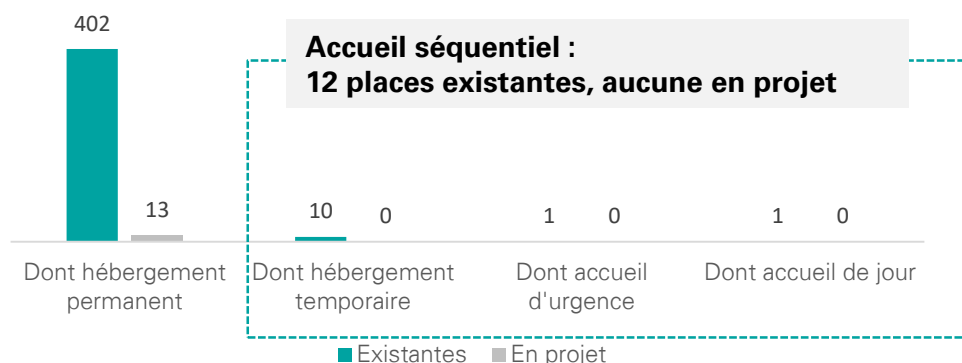 402
Accueil séquentiel :
12 places existantes, aucune en projet
13
10
0
1
0
1
0
Dont hébergement
permanent
Dont hébergement
temporaire
Dont accueil
d'urgence
Dont accueil de jour
Existantes
En projet